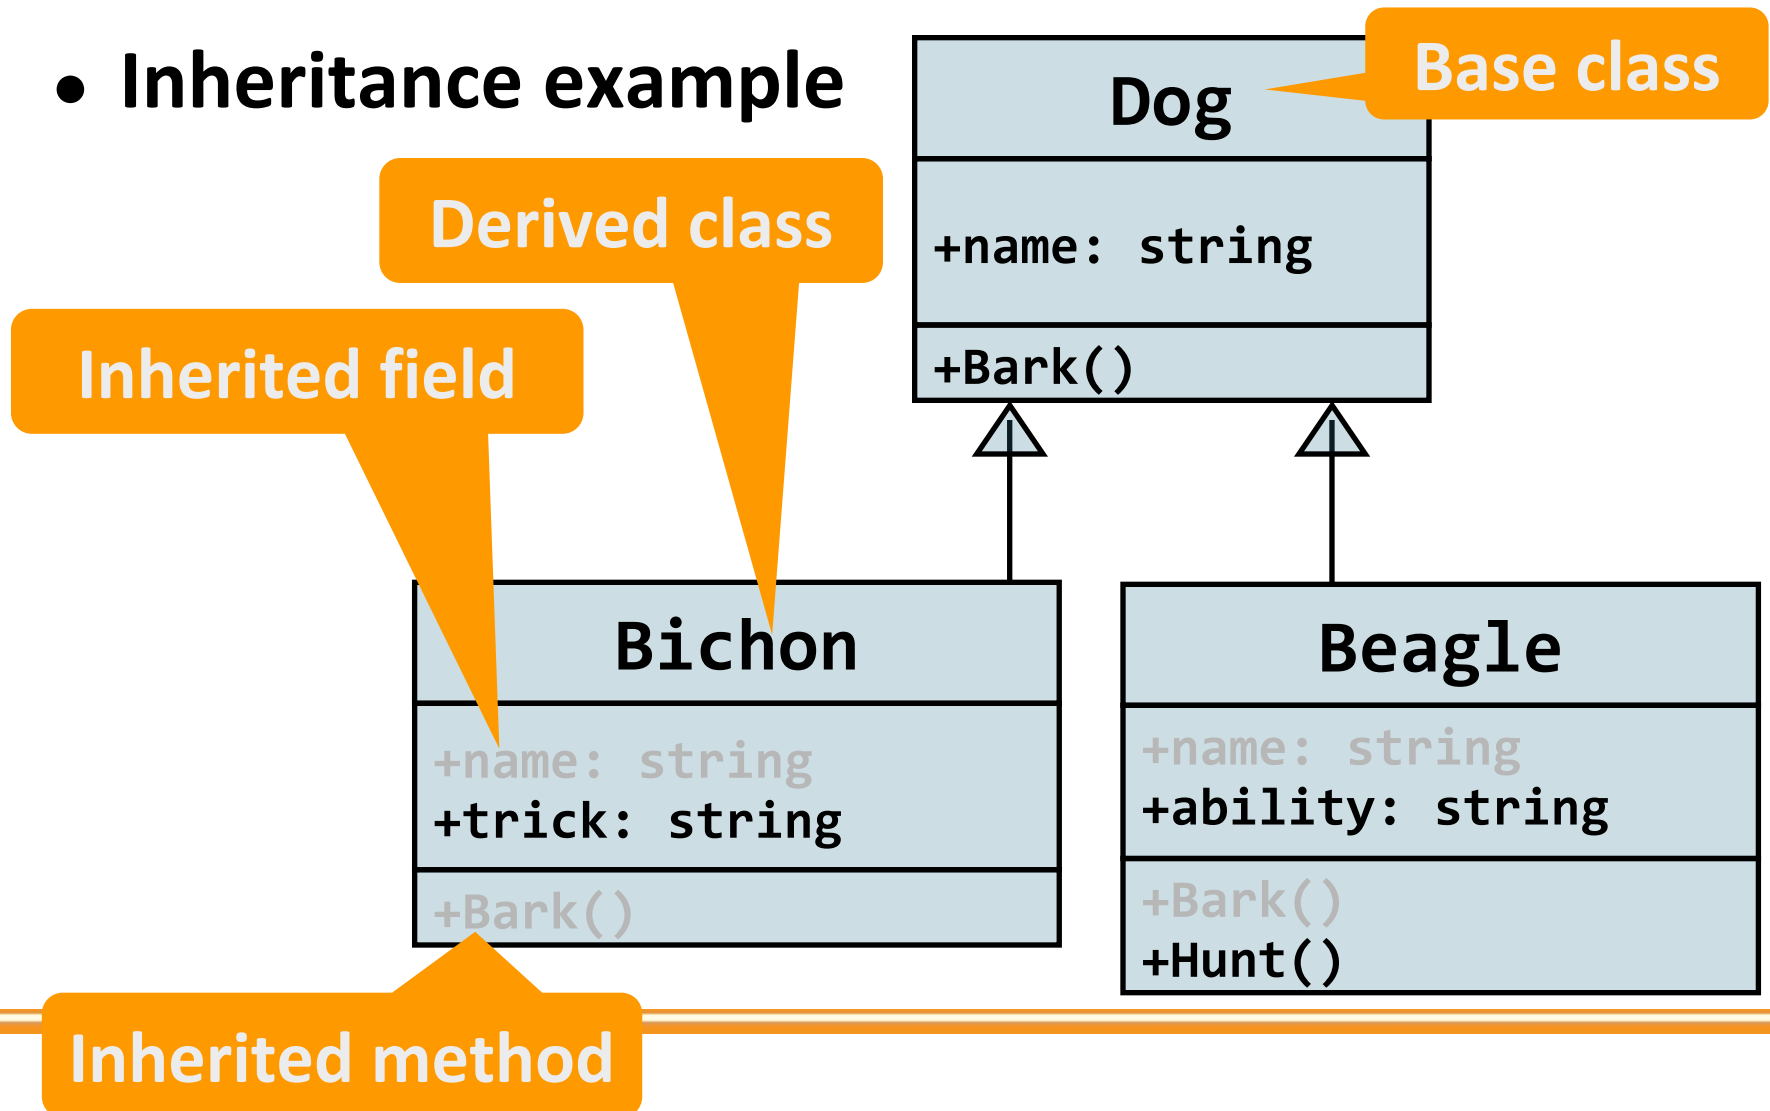 • Inheritance example
Base class
Dog
+name: string
+Bark()
Derived class
Inherited field
Bichon
+name: string
+trick: string
+Bark()
Inherited method
Beagle
+name: string
+ability: string
+Bark()
+Hunt()